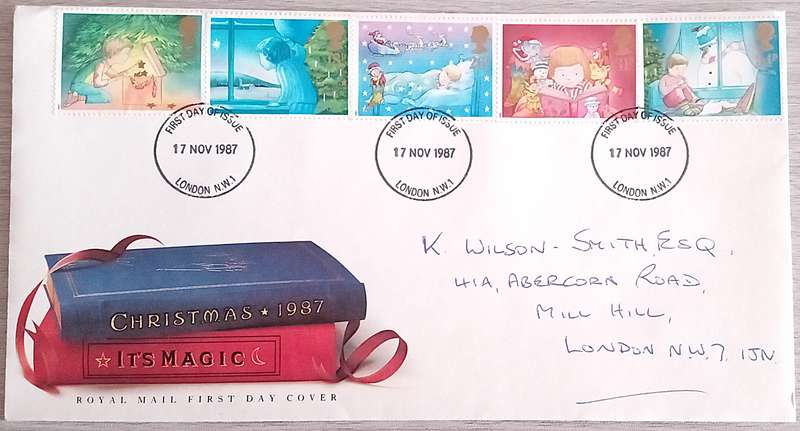 FIRST DAY OF ISSUE
17 NOV 1987
LONDON N.W.1
FIRST DAY OF ISSUE
17 NOV 1987
LONDON N.W.1
FIRST DAY OF ISSUE
17 NOV 1987
LONDON N.W.1
K. WILSON-SMITH, ESQ,
41A, ABERCORN ROAD,
MILL HILL,
LONDON N.W.7. 1JN.
CHRISTMAS ★ 1987
☆ IT'S MAGIC ☾
ROYAL MAIL FIRST DAY COVER